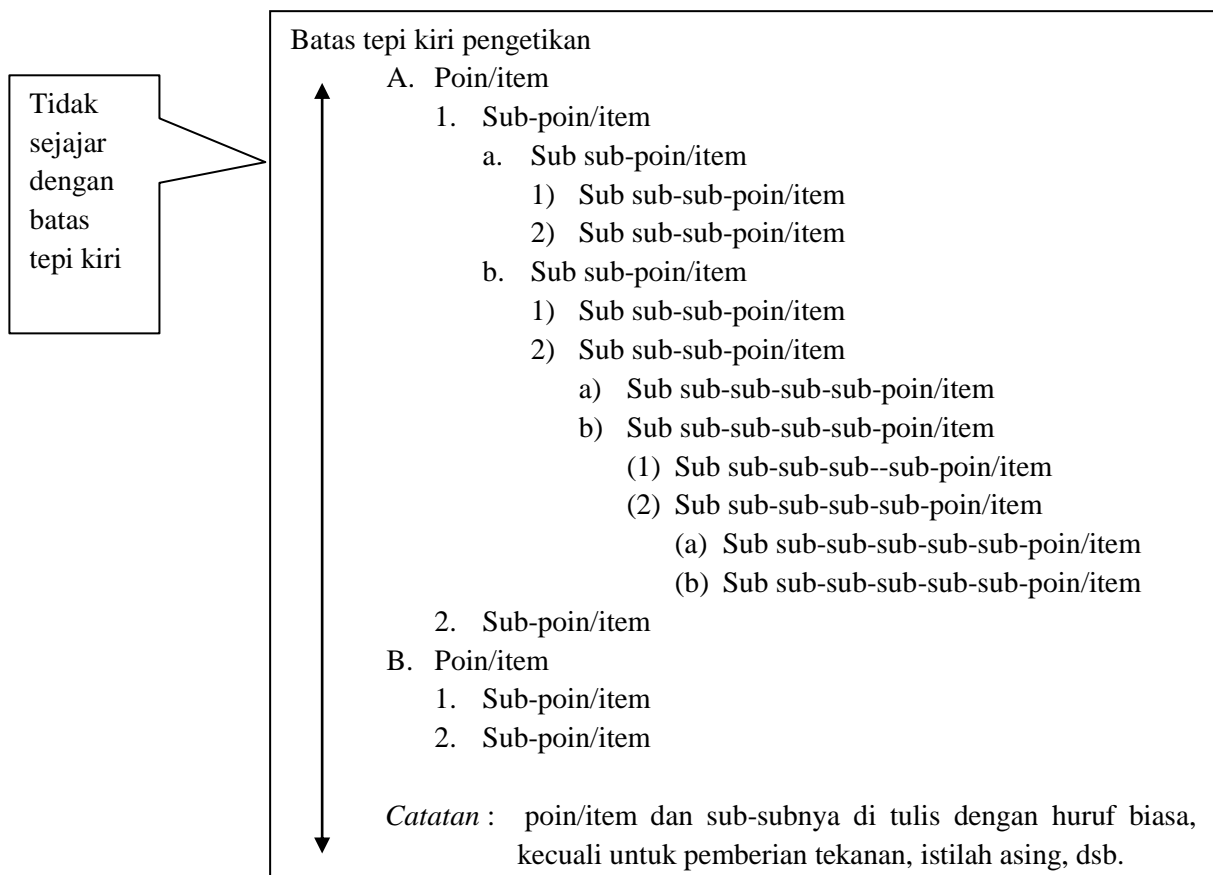 Batas tepi kiri pengetikan
Tidak
sejajar
dengan
batas
tepi kiri
A. Poin/item
1. Sub-poin/item
a. Sub sub-poin/item
1) Sub sub-sub-poin/item
2) Sub sub-sub-poin/item
b. Sub sub-poin/item
1) Sub sub-sub-poin/item
2) Sub sub-sub-poin/item
a) Sub sub-sub-sub-sub-poin/item
b) Sub sub-sub-sub-sub-poin/item
(1) Sub sub-sub-sub--sub-poin/item
(2) Sub sub-sub-sub-sub-poin/item
(a) Sub sub-sub-sub-sub-sub-poin/item
(b) Sub sub-sub-sub-sub-sub-poin/item
2. Sub-poin/item
B. Poin/item
1. Sub-poin/item
2. Sub-poin/item
Catatan : poin/item dan sub-subnya di tulis dengan huruf biasa,
kecuali untuk pemberian tekanan, istilah asing, dsb.